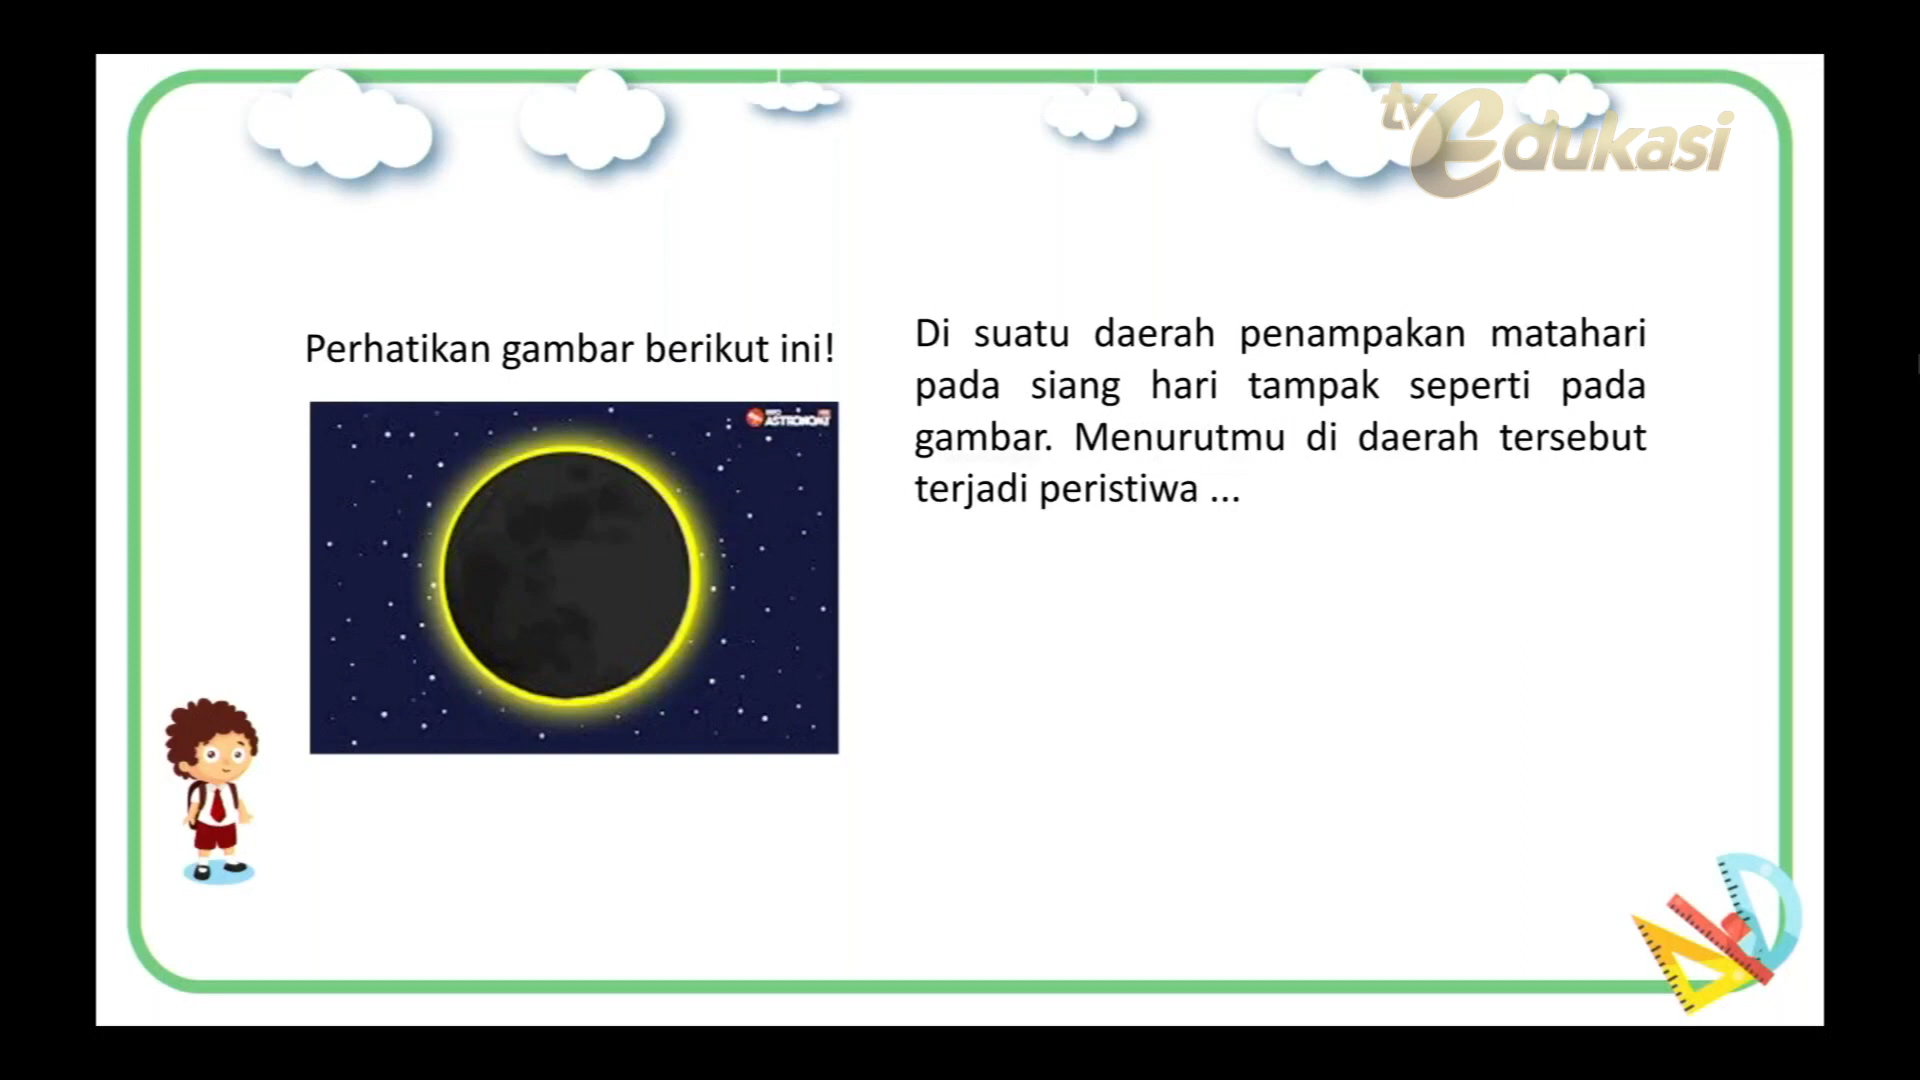 tv edukasi
Perhatikan gambar berikut ini!
ASTRONOMI
Di suatu daerah penampakan matahari
pada siang hari tampak seperti pada
gambar. Menurutmu di daerah tersebut
terjadi peristiwa ...